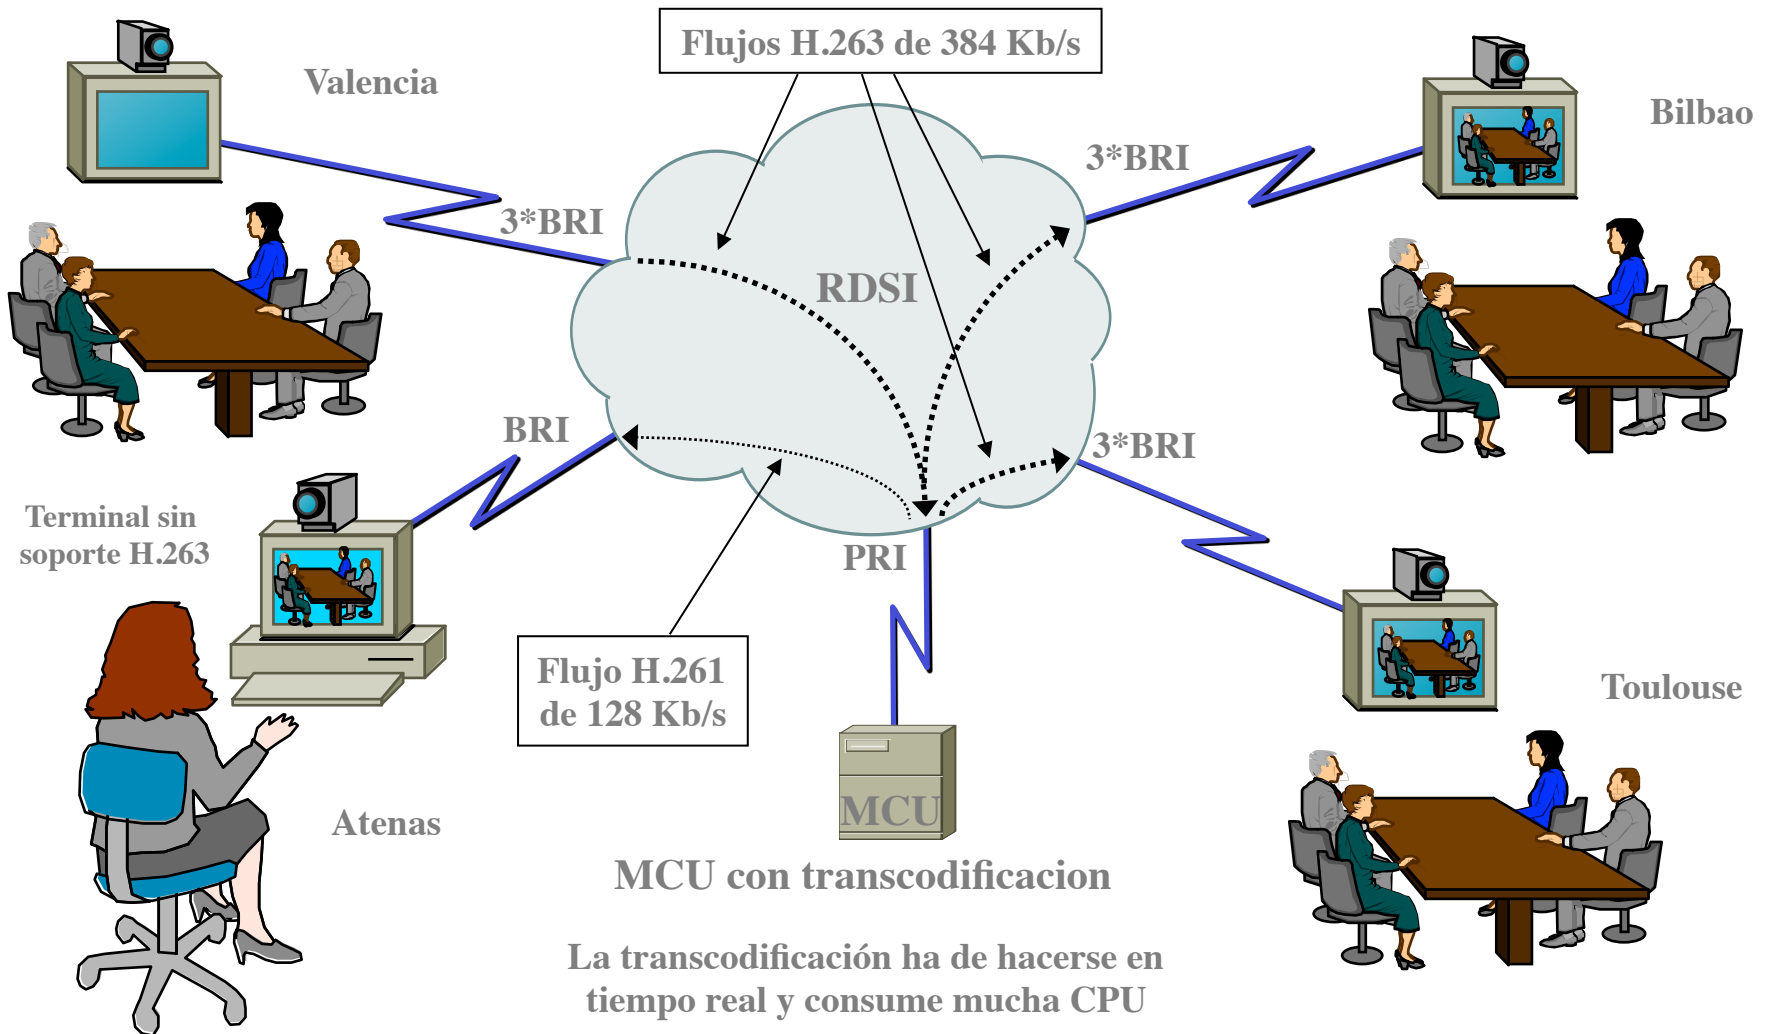 Flujos H.263 de 384 Kb/s
Valencia
Bilbao
3*BRI
3*BRI
RDSI
BRI
3*BRI
Terminal sin
soporte H.263
PRI
Flujo H.261
de 128 Kb/s
Toulouse
Atenas
MCU
MCU con transcodificacion
La transcodificación ha de hacerse en
tiempo real y consume mucha CPU